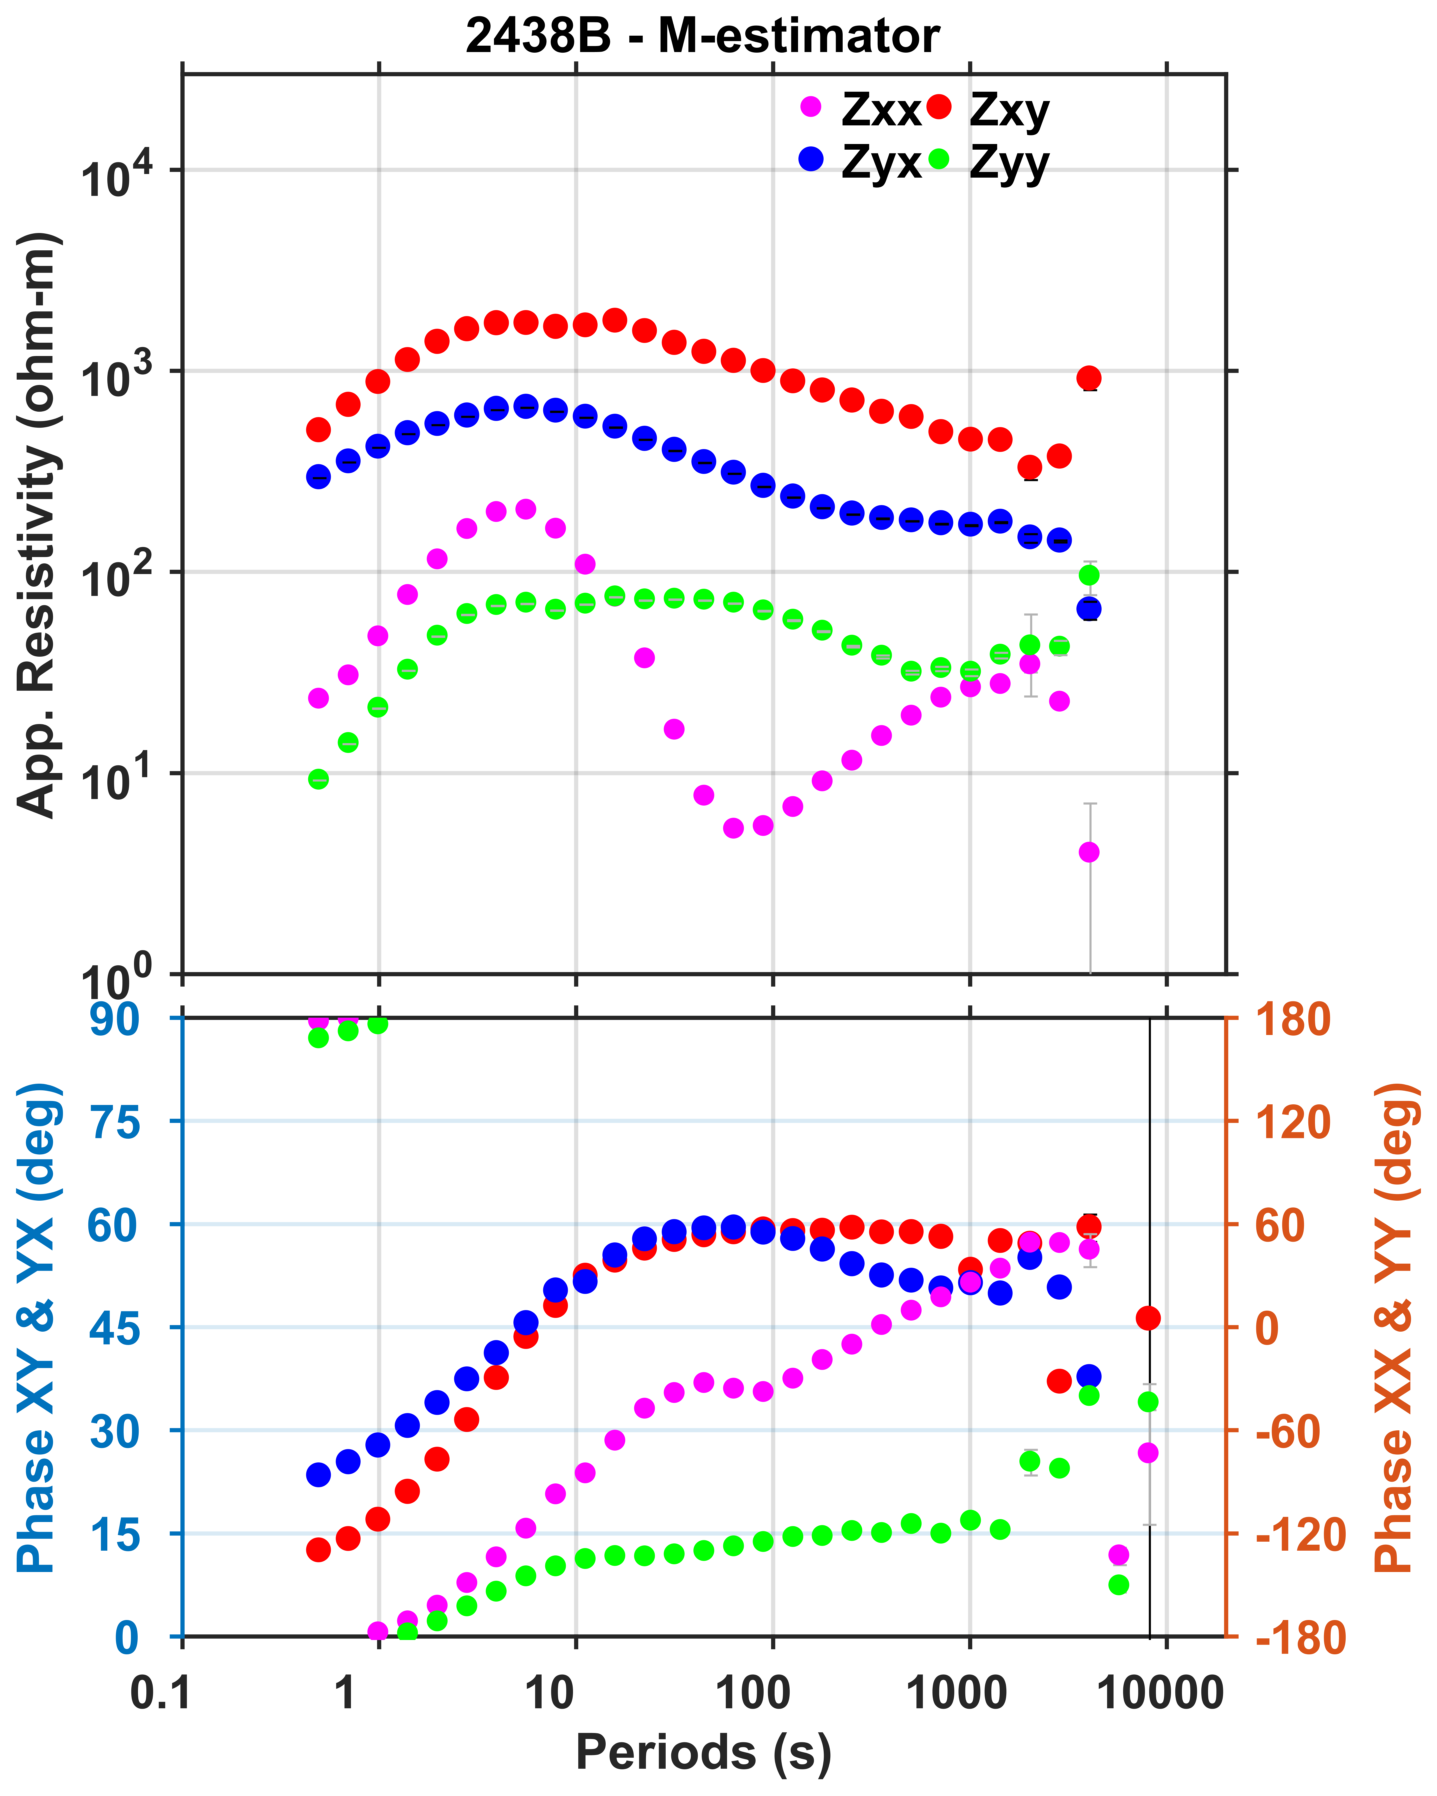 2438B - M-estimator
Zxx Zxy
Zyx Zyy
App. Resistivity (ohm-m)
10^4
10^3
10^2
10^1
10^0
Phase XY & YX (deg)
90
75
60
45
30
15
0
180
120
60
0
-60
-120
-180
Phase XX & YY (deg)
0.1 1 10 100 1000 10000
Periods (s)